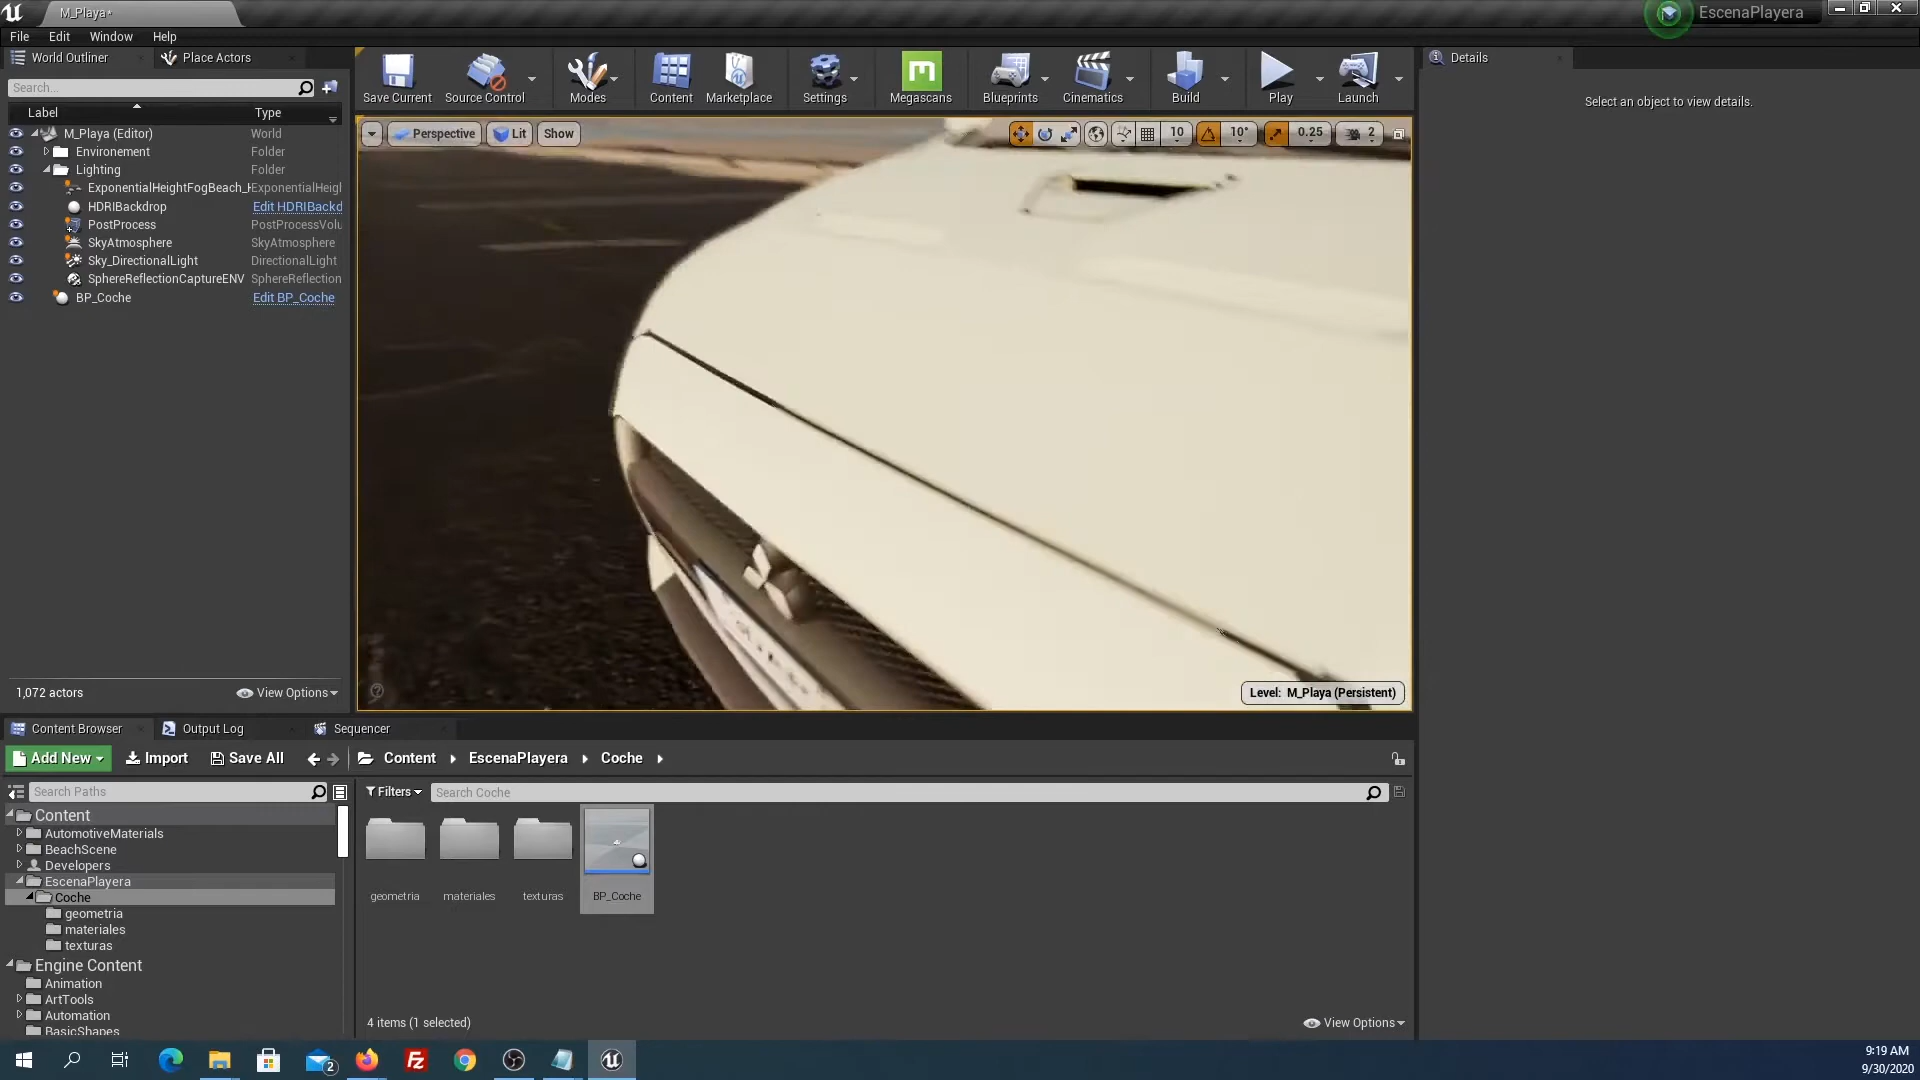 M_Playa*
EscenaPlayera
File Edit Window Help
World Outliner
Place Actors
Search...
Label Type
M_Playa (Editor) World
Environement Folder
Lighting Folder
ExponentialHeightFogBeach_ ExponentialHeigl
HDRIBackdrop Edit HDRIBackd
PostProcess PostProcessVolu
SkyAtmosphere SkyAtmosphere
Sky_DirectionalLight DirectionalLight
SphereReflectionCaptureENV SphereReflection
BP_Coche Edit BP_Coche
1,072 actors
View Options
Save Current
Source Control
Modes
Content
Marketplace
Settings
Megascans
Blueprints
Cinematics
Build
Play
Launch
Perspective
Lit
Show
10
10°
0.25
2
Level: M_Playa (Persistent)
Details
Select an object to view details.
Content Browser
Output Log
Sequencer
Add New
Import
Save All
Content
EscenaPlayera
Coche
Search Paths
Filters
Search Coche
Content
AutomotiveMaterials
BeachScene
Developers
EscenaPlayera
Coche
geometria
materiales
texturas
Engine Content
Animation
ArtTools
Automation
BasicShapes
geometria
materiales
texturas
BP_Coche
4 items (1 selected)
View Options
2
9:19 AM
9/30/2020